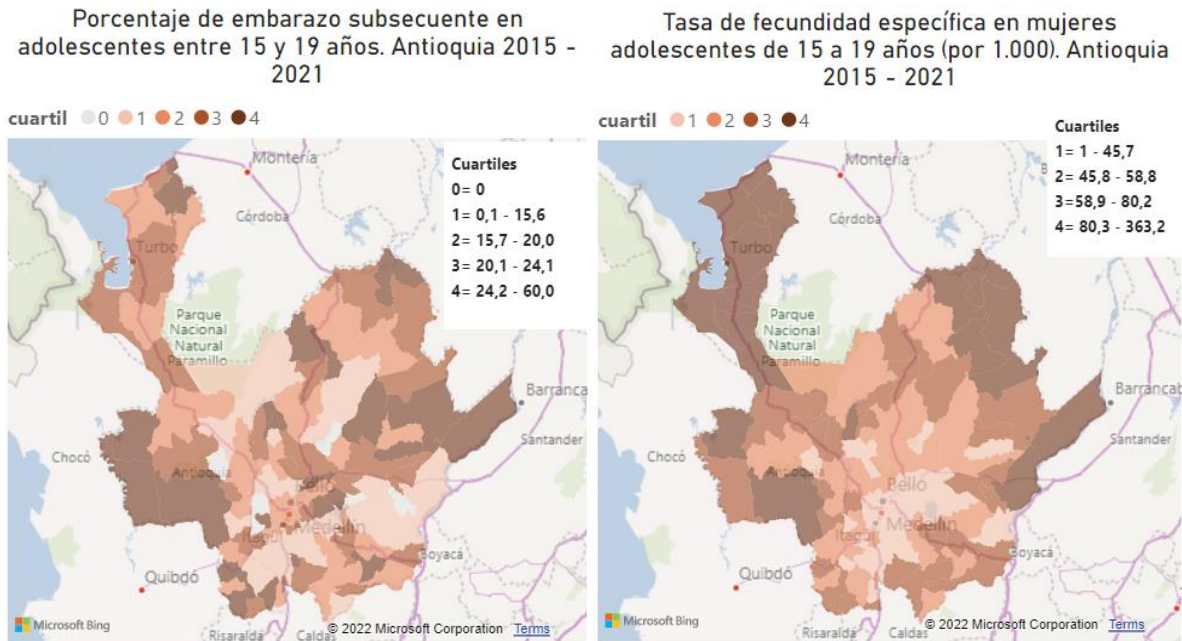 Porcentaje de embarazo subsecuente en
adolescentes entre 15 y 19 años. Antioquia 2015 -
2021
cuartil 0 1 2 3 4
Cuartiles
0= 0
1= 0,1 - 15,6
2= 15,7 - 20,0
3= 20,1 - 24,1
4= 24,2 - 60,0
Montería
Córdoba
Turbo
Parque
Nacional
Natural
Paramillo
Barrancab
Santander
Chocó
Antioquia
Bello
Medellín
Itagüí
Boyacá
Quibdó
Risaralda
Caldas
Microsoft Bing
© 2022 Microsoft Corporation Terms
Tasa de fecundidad específica en mujeres
adolescentes de 15 a 19 años (por 1.000). Antioquia
2015 - 2021
cuartil 1 2 3 4
Cuartiles
1= 1 - 45,7
2= 45,8 - 58,8
3=58,9 - 80,2
4= 80,3 - 363,2
Montería
Córdoba
Turbo
Parque
Nacional
Natural
Paramillo
Barrancab
Santander
Chocó
Antioquia
Bello
Medellín
Itagüí
Boyacá
Quibdó
Risaralda
Caldas
Microsoft Bing
© 2022 Microsoft Corporation Terms